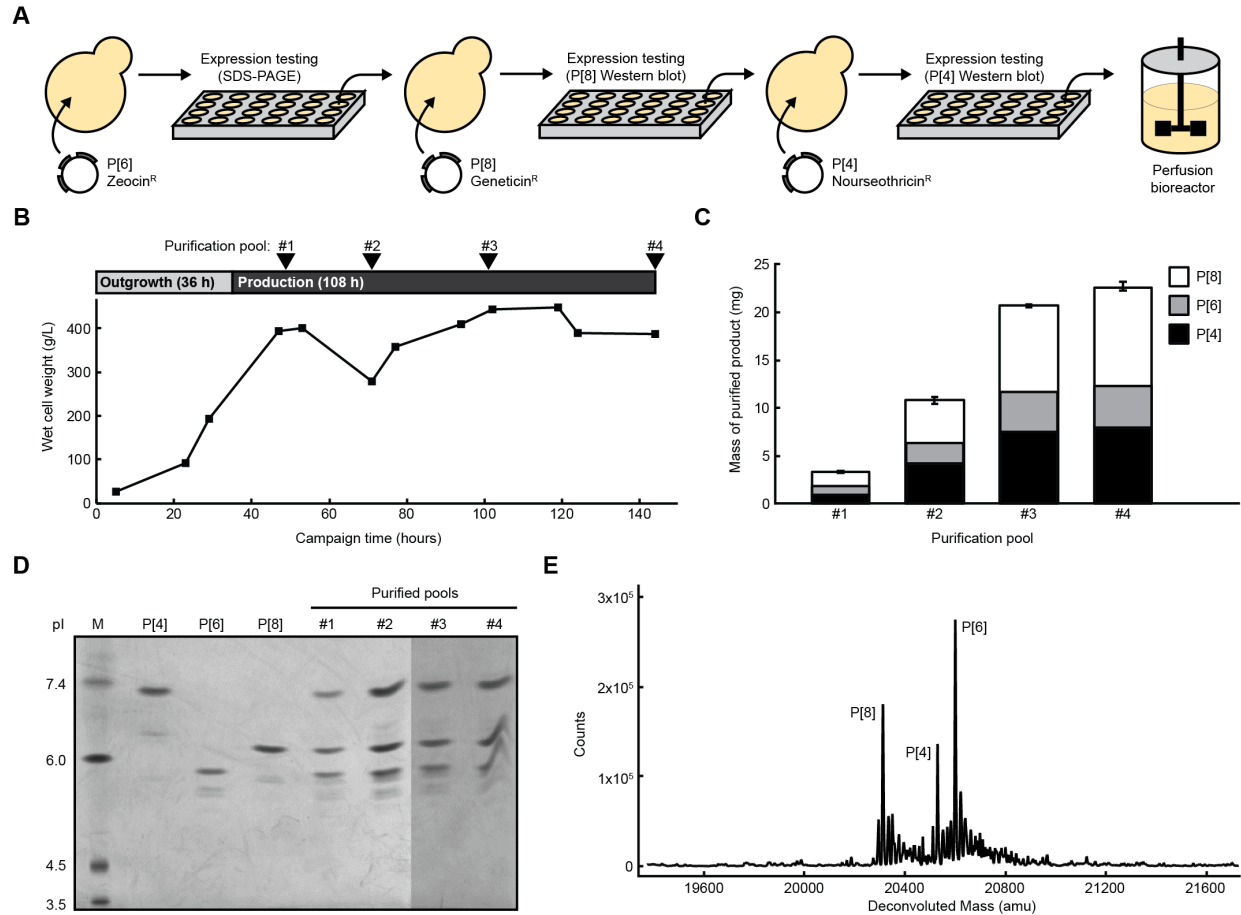 A
Expression testing
(SDS-PAGE)
Expression testing
(P[8] Western blot)
Expression testing
(P[4] Western blot)
P[6]
Zeocin^R
P[8]
Geneticin^R
P[4]
Nourseothricin^R
Perfusion
bioreactor
B
Purification pool: #1 #2 #3 #4
Outgrowth (36 h) Production (108 h)
Wet cell weight (g/L)
400
300
200
100
0
0 20 40 60 80 100 120 140
Campaign time (hours)
C
Mass of purified product (mg)
25
20
15
10
5
0
P[8]
P[6]
P[4]
#1 #2 #3 #4
Purification pool
D
Purified pools
pI M P[4] P[6] P[8] #1 #2 #3 #4
7.4
6.0
4.5
3.5
E
Counts
3x10⁵
2x10⁵
1x10⁵
0
P[8]
P[4]
P[6]
19600 20000 20400 20800 21200 21600
Deconvoluted Mass (amu)